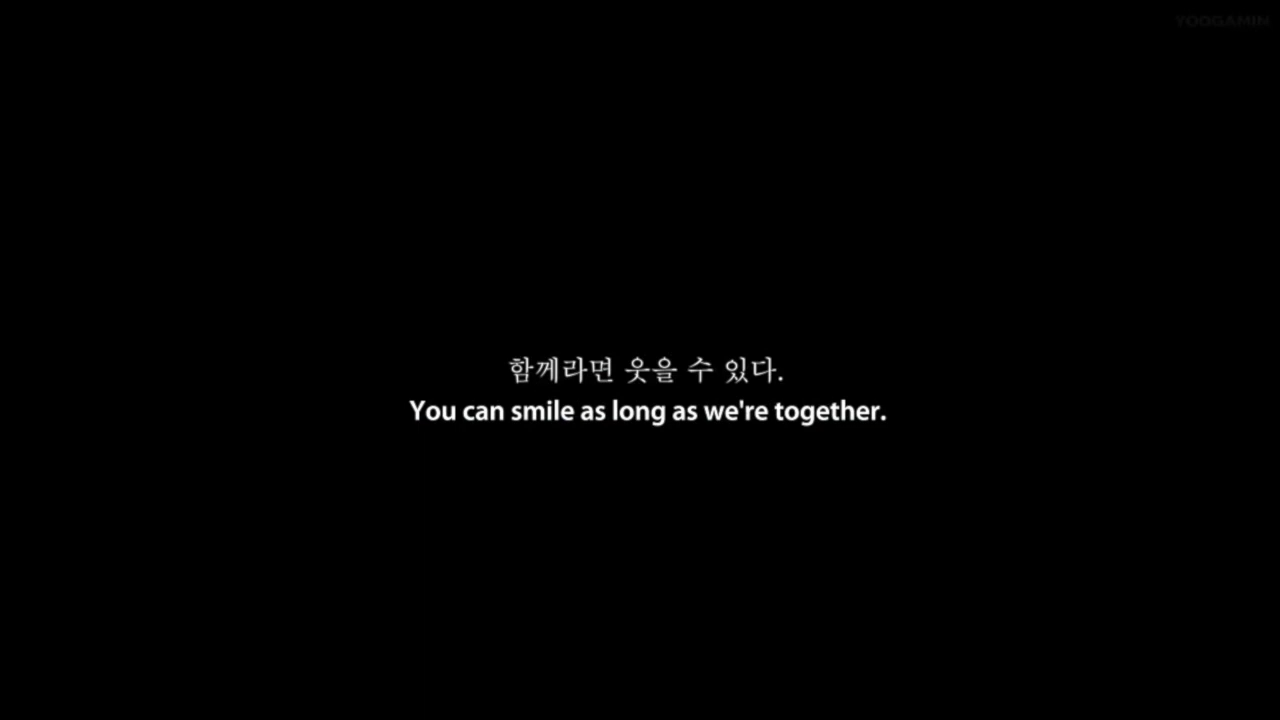 YOOGAMIN
함께라면 웃을 수 있다.
You can smile as long as we're together.